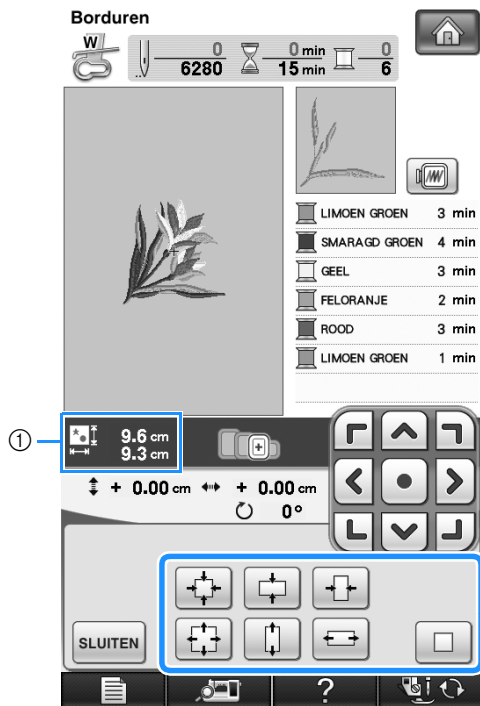 Borduren
W
0 0 min 0
6280 15 min 6
LIMOEN GROEN 3 min
SMARAGD GROEN 4 min
GEEL 3 min
FELORANJE 2 min
ROOD 3 min
LIMOEN GROEN 1 min
① 9.6 cm
9.3 cm
+ 0.00 cm + 0.00 cm
0°
SLUITEN
?